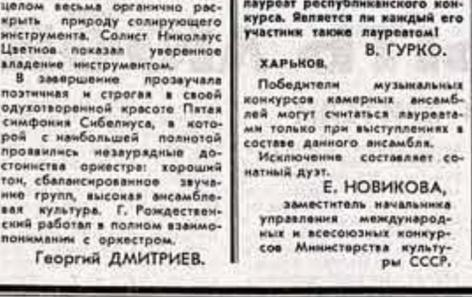 целом весьма органично рас-
крыть природу солирующего
инструмента. Солист Николаус
Цветнов показал уверенное
владение инструментом.
В завершение прозвучала
поэтичная и строгая в своей
одухотворенной красоте Пятая
симфония Сибелиуса, в кото-
рой с наибольшей полнотой
проявились незаурядные до-
стоинства оркестра: хороший
тон, сбалансированное звуча-
ние групп, высокая ансамбле-
вая культура. Г. Рождествен-
ский работал в полном взаимо-
понимании с оркестром.
Георгий ДМИТРИЕВ.
лауреат республиканского кон-
курса. Является ли каждый его
участник также лауреатом!
В. ГУРКО.
ХАРЬКОВ.
Победители музыкальных
конкурсов камерных ансамб-
лей могут считаться лауреата-
ми только при выступлениях в
составе данного ансамбля.
Исключение составляет со-
натный дуэт.
Е. НОВИКОВА,
заместитель начальника
управления международ-
ных и всесоюзных конкур-
сов Министерства культу-
ры СССР.